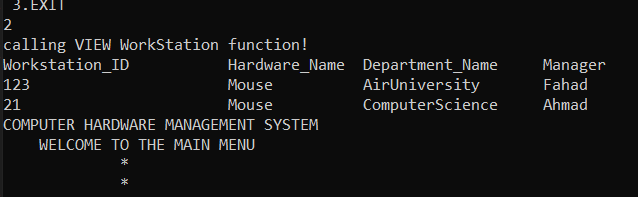 3.EXIT
2
calling VIEW WorkStation function!
Workstation_ID Hardware_Name Department_Name Manager
123 Mouse AirUniversity Fahad
21 Mouse ComputerScience Ahmad
COMPUTER HARDWARE MANAGEMENT SYSTEM
WELCOME TO THE MAIN MENU
*
*